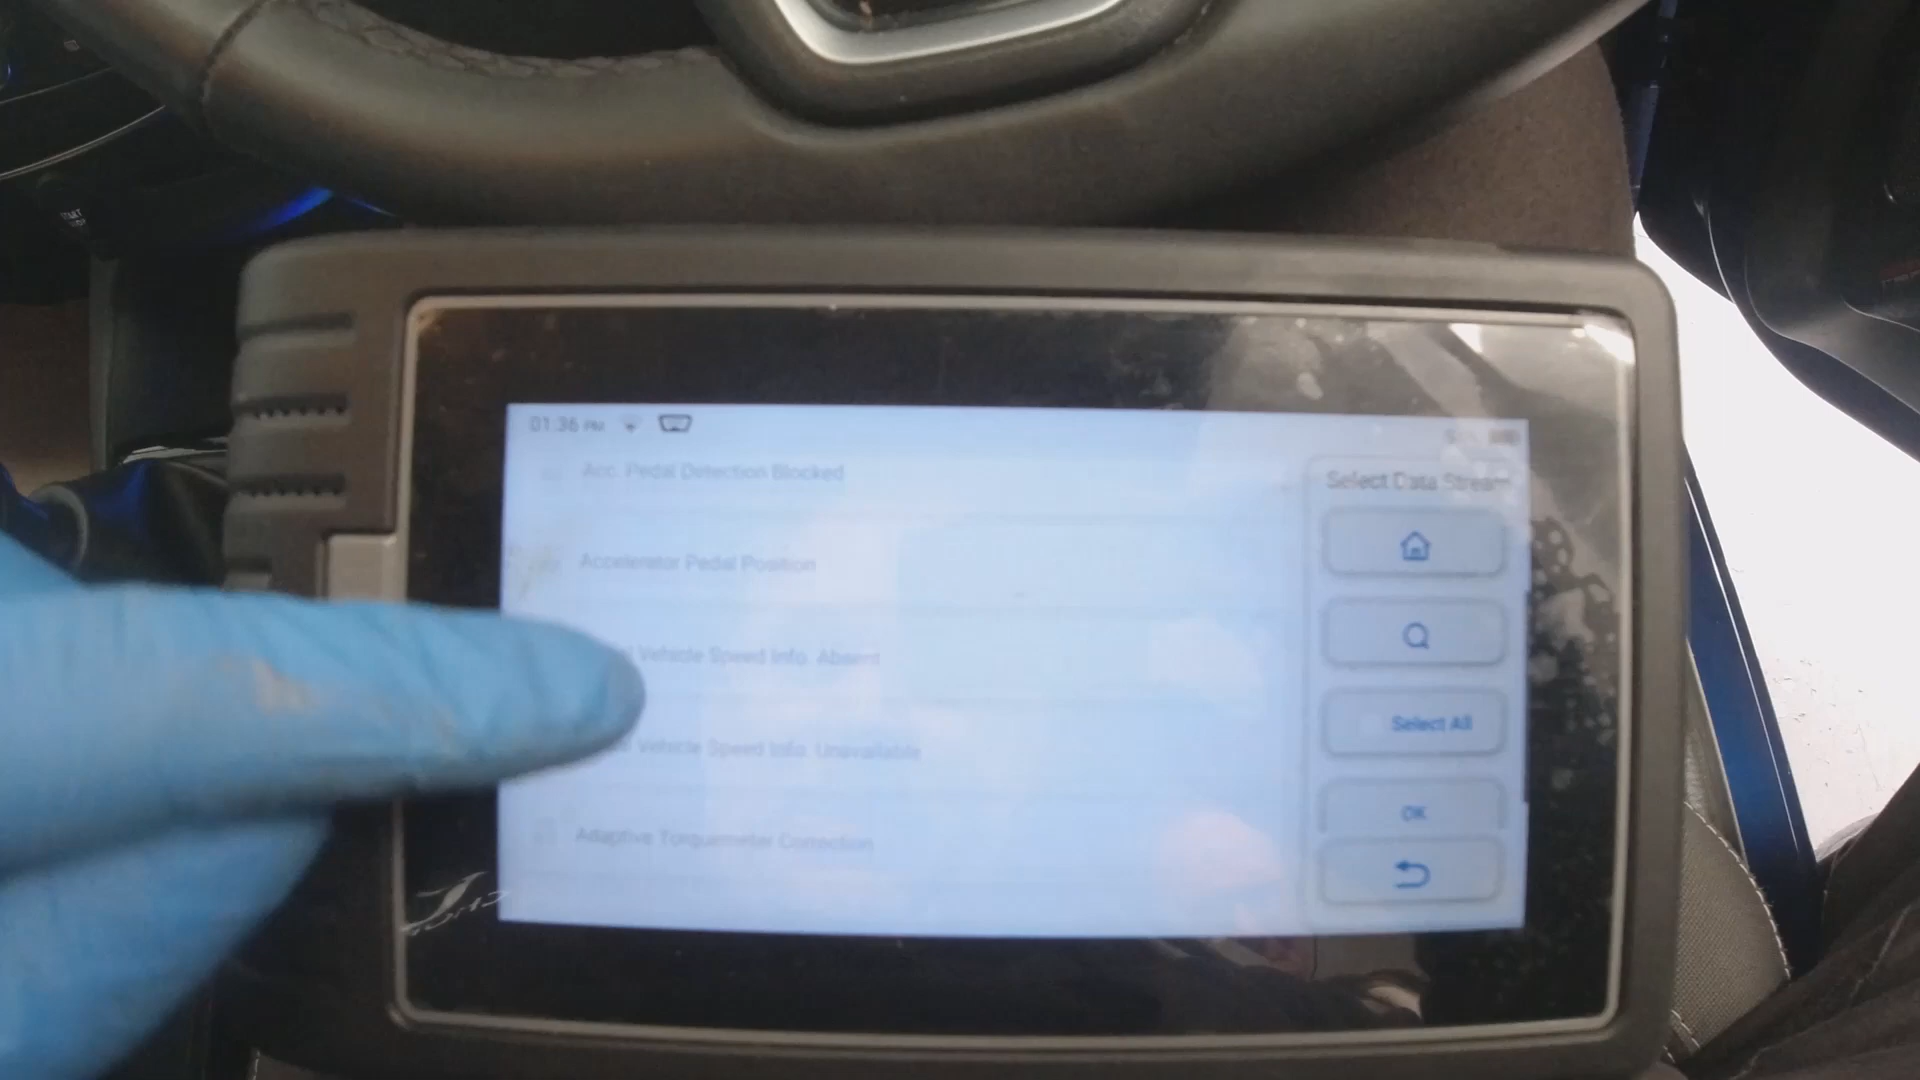 START
01:36 PM
Acc. Pedal Detection Blocked
Select Data Stream
Accelerator Pedal Position
Vehicle Speed Info. Absent
Select All
Vehicle Speed Info. Unavailable
OK
Adaptive Torquemeter Correction